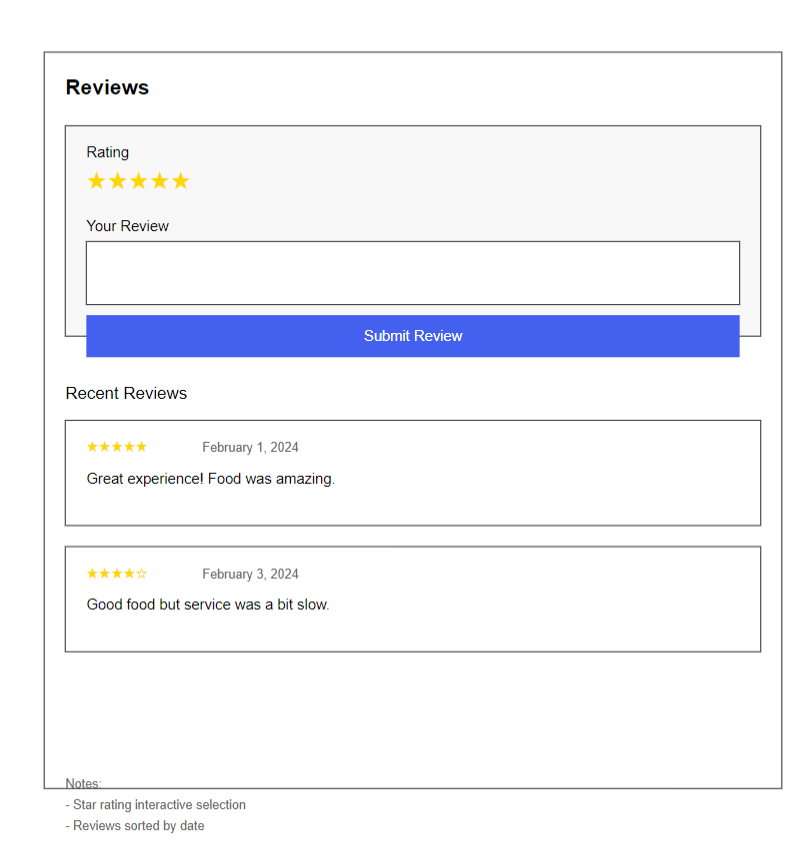 Reviews
Rating
★★★★★
Your Review
Submit Review
Recent Reviews
★★★★★ February 1, 2024
Great experience! Food was amazing.
★★★★☆ February 3, 2024
Good food but service was a bit slow.
Notes:
- Star rating interactive selection
- Reviews sorted by date